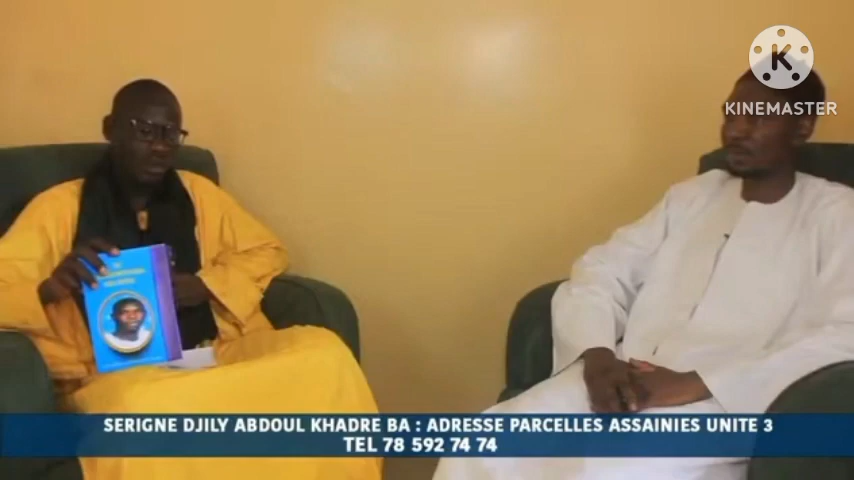 K
KINEMASTER
SERIGNE DJILY ABDOUL KHADRE BA : ADRESSE PARCELLES ASSAINIES UNITE 3
TEL 78 592 74 74